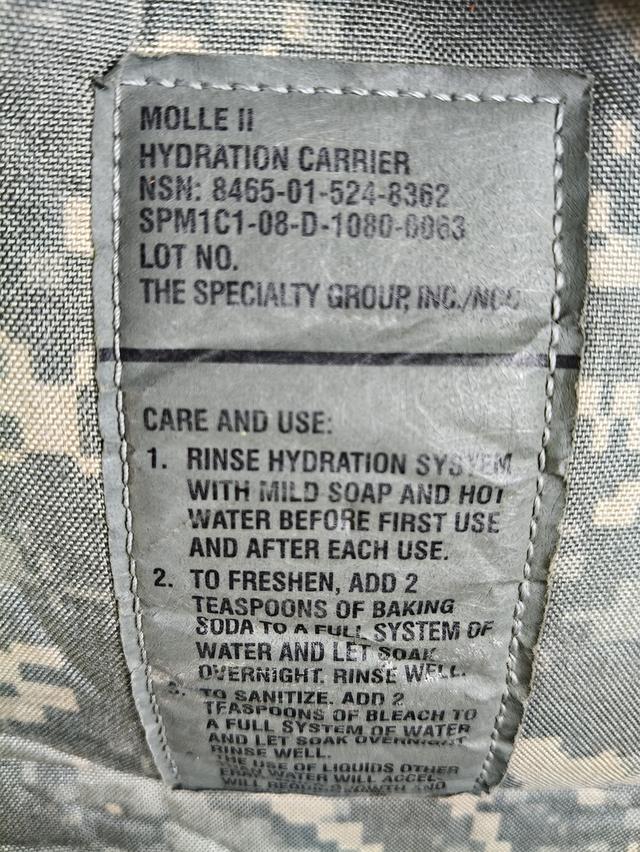 MOLLE II
HYDRATION CARRIER
NSN: 8465-01-524-8362
SPM1C1-08-D-1080-0063
LOT NO.
THE SPECIALTY GROUP, INC./NCC
CARE AND USE:
1. RINSE HYDRATION SYSTEM
WITH MILD SOAP AND HOT
WATER BEFORE FIRST USE
AND AFTER EACH USE.
2. TO FRESHEN, ADD 2
TEASPOONS OF BAKING
SODA TO A FULL SYSTEM OF
WATER AND LET SOAK
OVERNIGHT. RINSE WELL.
3. TO SANITIZE, ADD 2
TEASPOONS OF BLEACH TO
A FULL SYSTEM OF WATER
AND LET SOAK OVERNIGHT
RINSE WELL.
THE USE OF LIQUIDS OTHER
THAN WATER WILL
WILL AND